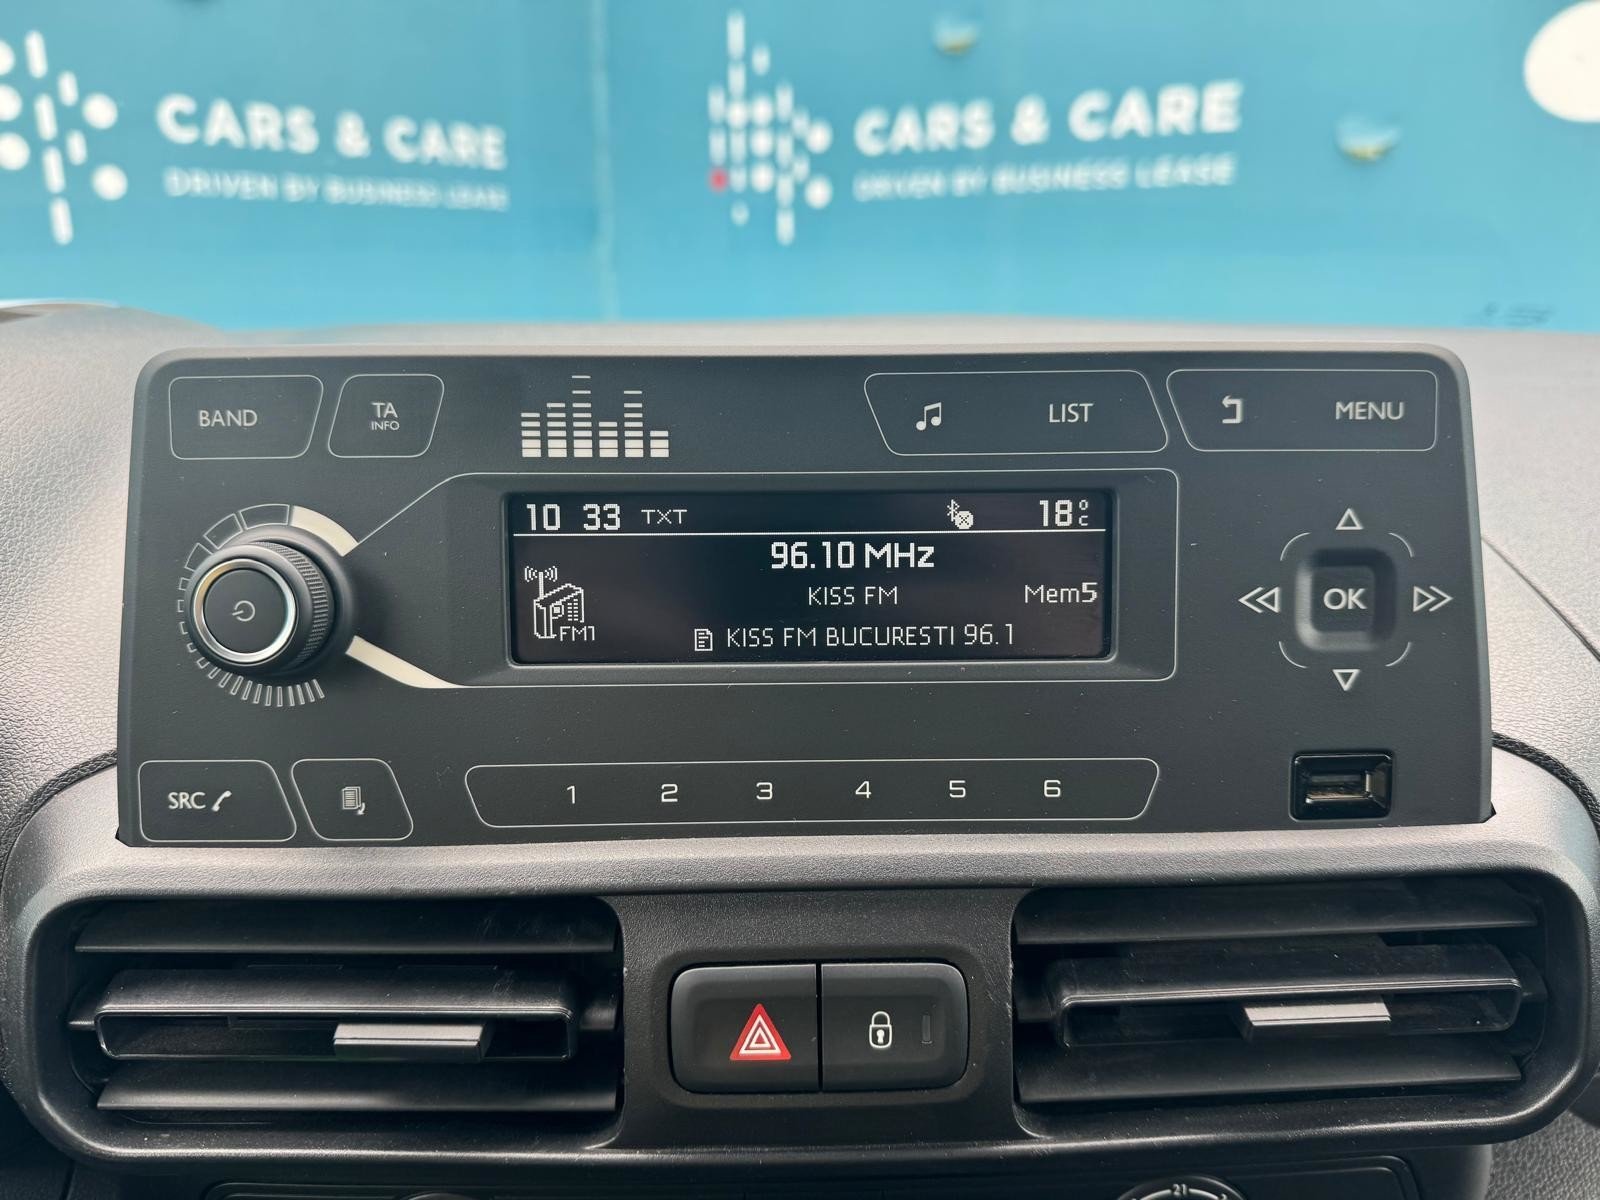 CARS & CARE
DRIVEN BY BUSINESS LEASE
CARS & CARE
DRIVEN BY BUSINESS LEASE
BAND
TA
INFO
LIST
MENU
10 33 TXT 18°C
96.10 MHz
KISS FM Mem5
FM1
KISS FM BUCURESTI 96.1
OK
SRC
1 2 3 4 5 6
21